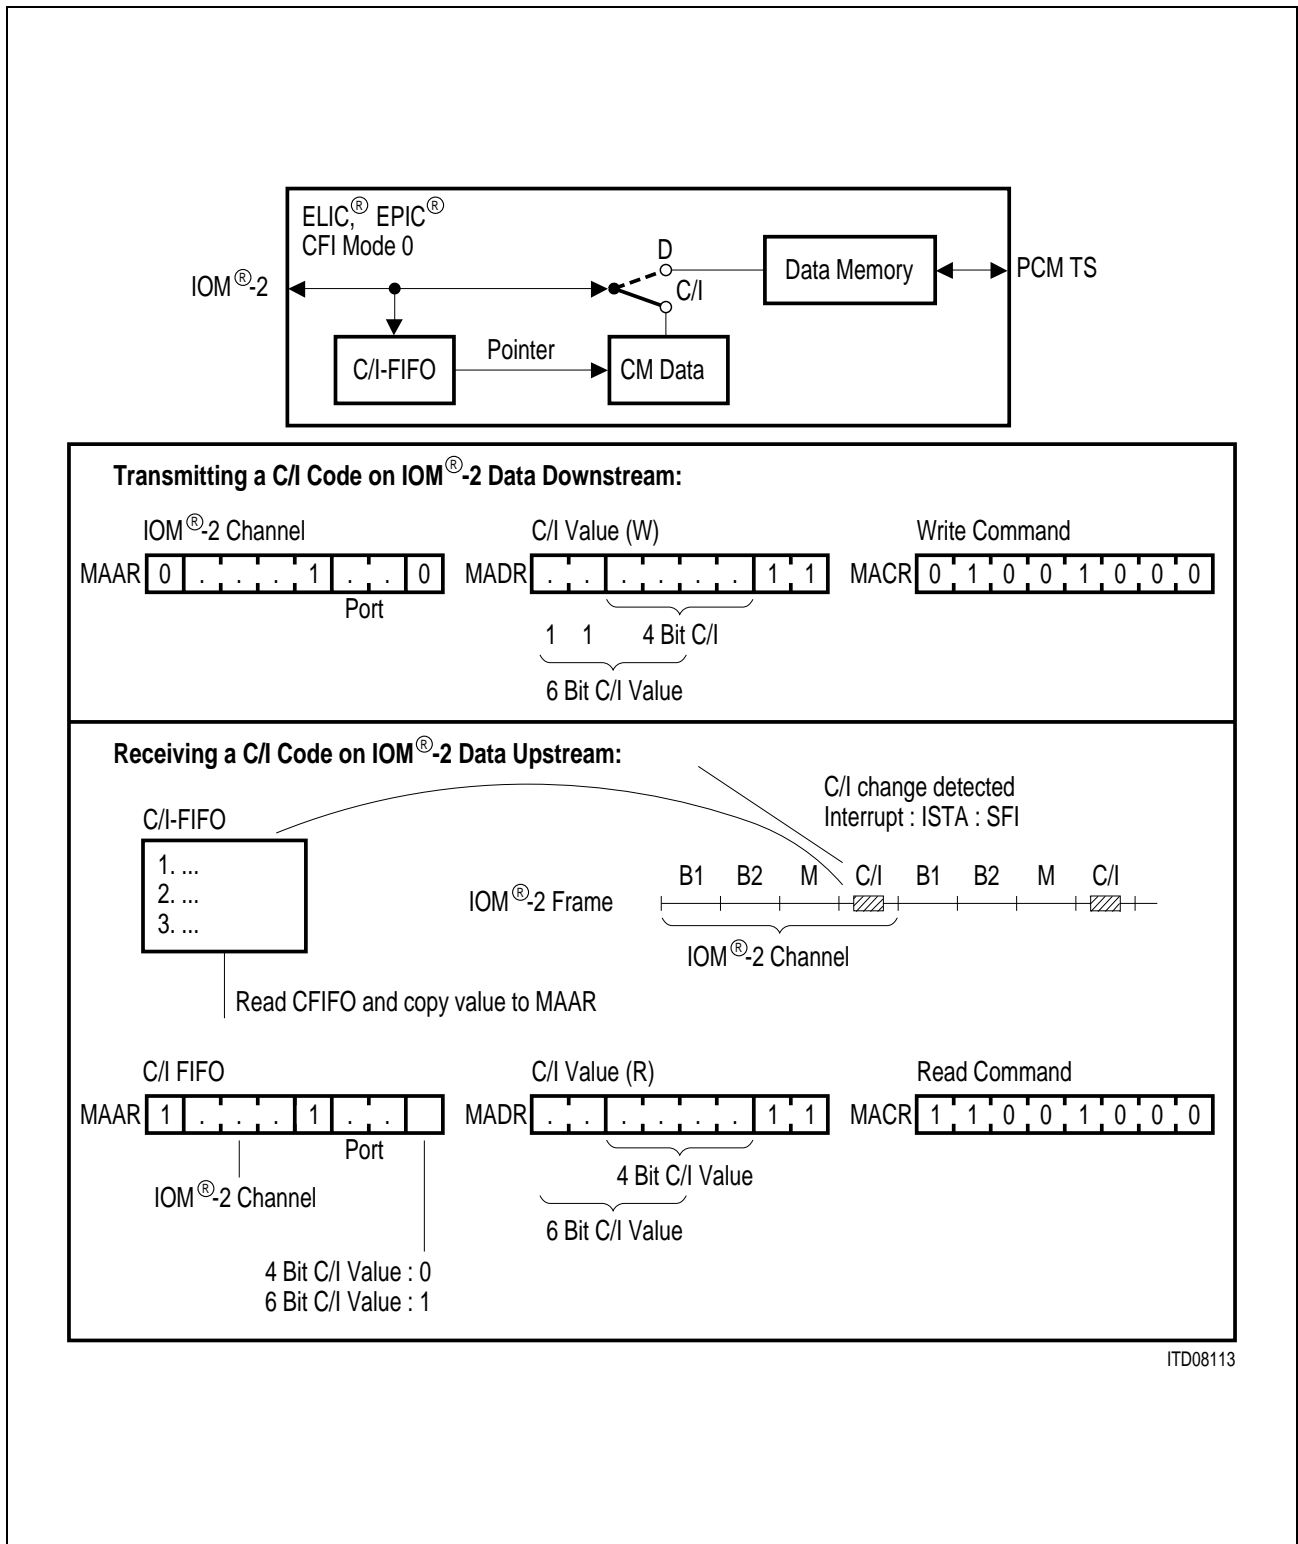 ELIC,® EPIC®
CFI Mode 0
IOM®-2
D
C/I
Data Memory
PCM TS
C/I-FIFO
Pointer
CM Data
Transmitting a C/I Code on IOM®-2 Data Downstream:
IOM®-2 Channel C/I Value (W) Write Command
MAAR 0 . . . 1 . . 0 MADR . . . . . . 1 1 MACR 0 1 0 0 1 0 0 0
Port
1 1 4 Bit C/I
6 Bit C/I Value
Receiving a C/I Code on IOM®-2 Data Upstream:
C/I change detected
Interrupt : ISTA : SFI
C/I-FIFO
1. ...
2. ...
3. ...
B1 B2 M C/I B1 B2 M C/I
IOM®-2 Frame
IOM®-2 Channel
Read CFIFO and copy value to MAAR
C/I FIFO C/I Value (R) Read Command
MAAR 1 . . . 1 . . MADR . . . . . . 1 1 MACR 1 1 0 0 1 0 0 0
Port
4 Bit C/I Value
IOM®-2 Channel
6 Bit C/I Value
4 Bit C/I Value : 0
6 Bit C/I Value : 1
ITD08113